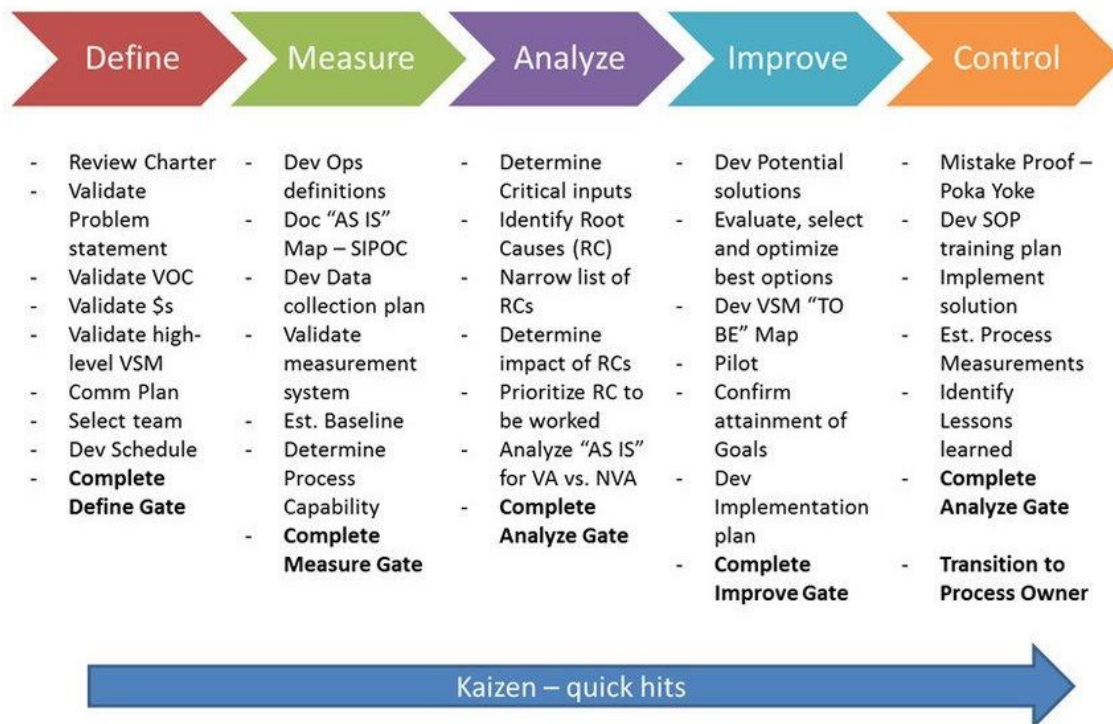 Define
Measure
Analyze
Improve
Control
- Review Charter
- Validate
Problem
statement
- Validate VOC
- Validate $s
- Validate high-
level VSM
- Comm Plan
- Select team
- Dev Schedule
- Complete
Define Gate
- Dev Ops
definitions
- Doc “AS IS”
Map – SIPOC
- Dev Data
collection plan
- Validate
measurement
system
- Est. Baseline
- Determine
Process
Capability
- Complete
Measure Gate
- Determine
Critical inputs
- Identify Root
Causes (RC)
- Narrow list of
RCs
- Determine
impact of RCs
- Prioritize RC to
be worked
- Analyze “AS IS”
for VA vs. NVA
- Complete
Analyze Gate
- Dev Potential
solutions
- Evaluate, select
and optimize
best options
- Dev VSM “TO
BE” Map
- Pilot
- Confirm
attainment of
Goals
- Dev
Implementation
plan
- Complete
Improve Gate
- Mistake Proof –
Poka Yoke
- Dev SOP
training plan
- Implement
solution
- Est. Process
Measurements
- Identify
Lessons
learned
- Complete
Analyze Gate
- Transition to
Process Owner
Kaizen – quick hits